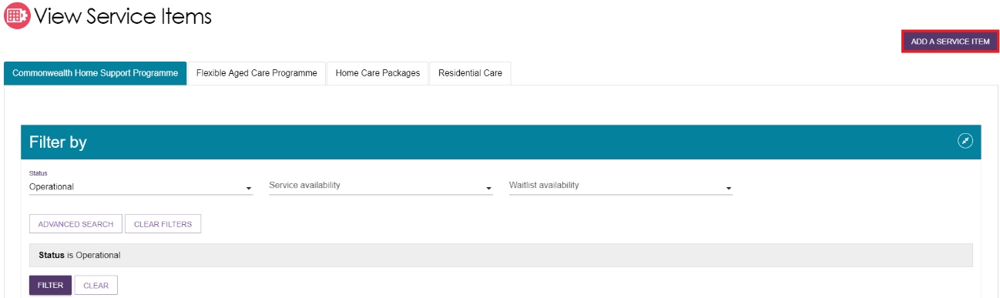 View Service Items
ADD A SERVICE ITEM
Commonwealth Home Support Programme Flexible Aged Care Programme Home Care Packages Residential Care
Filter by
Status
Operational Service availability Waitlist availability
ADVANCED SEARCH CLEAR FILTERS
Status is Operational
FILTER CLEAR